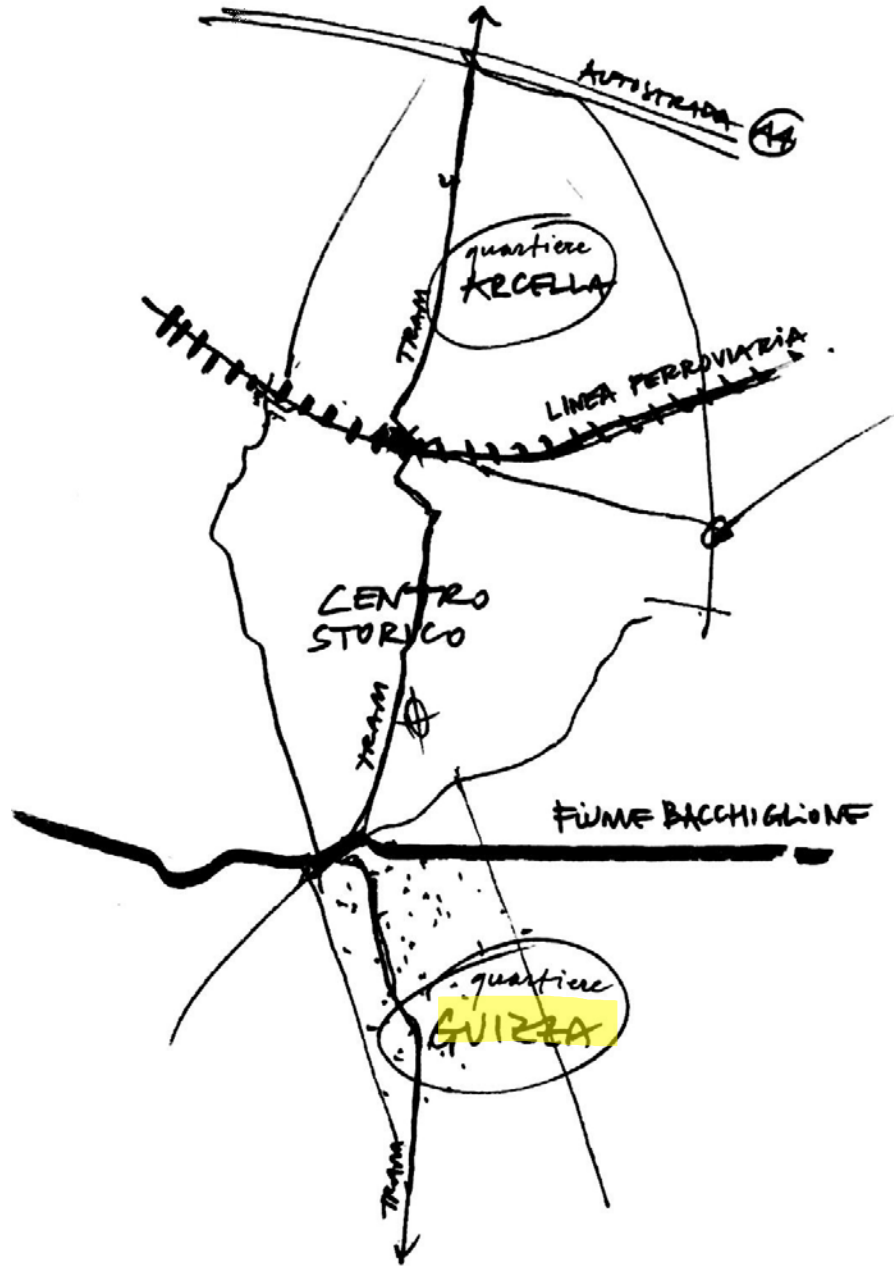 AUTOSTRADA
A4
quartiere
ARCELLA
TRAM
LINEA FERROVIARIA
CENTRO
STORICO
TRAM
FIUME BACCHIGLIONE
quartiere
GUIZZA
TRAM